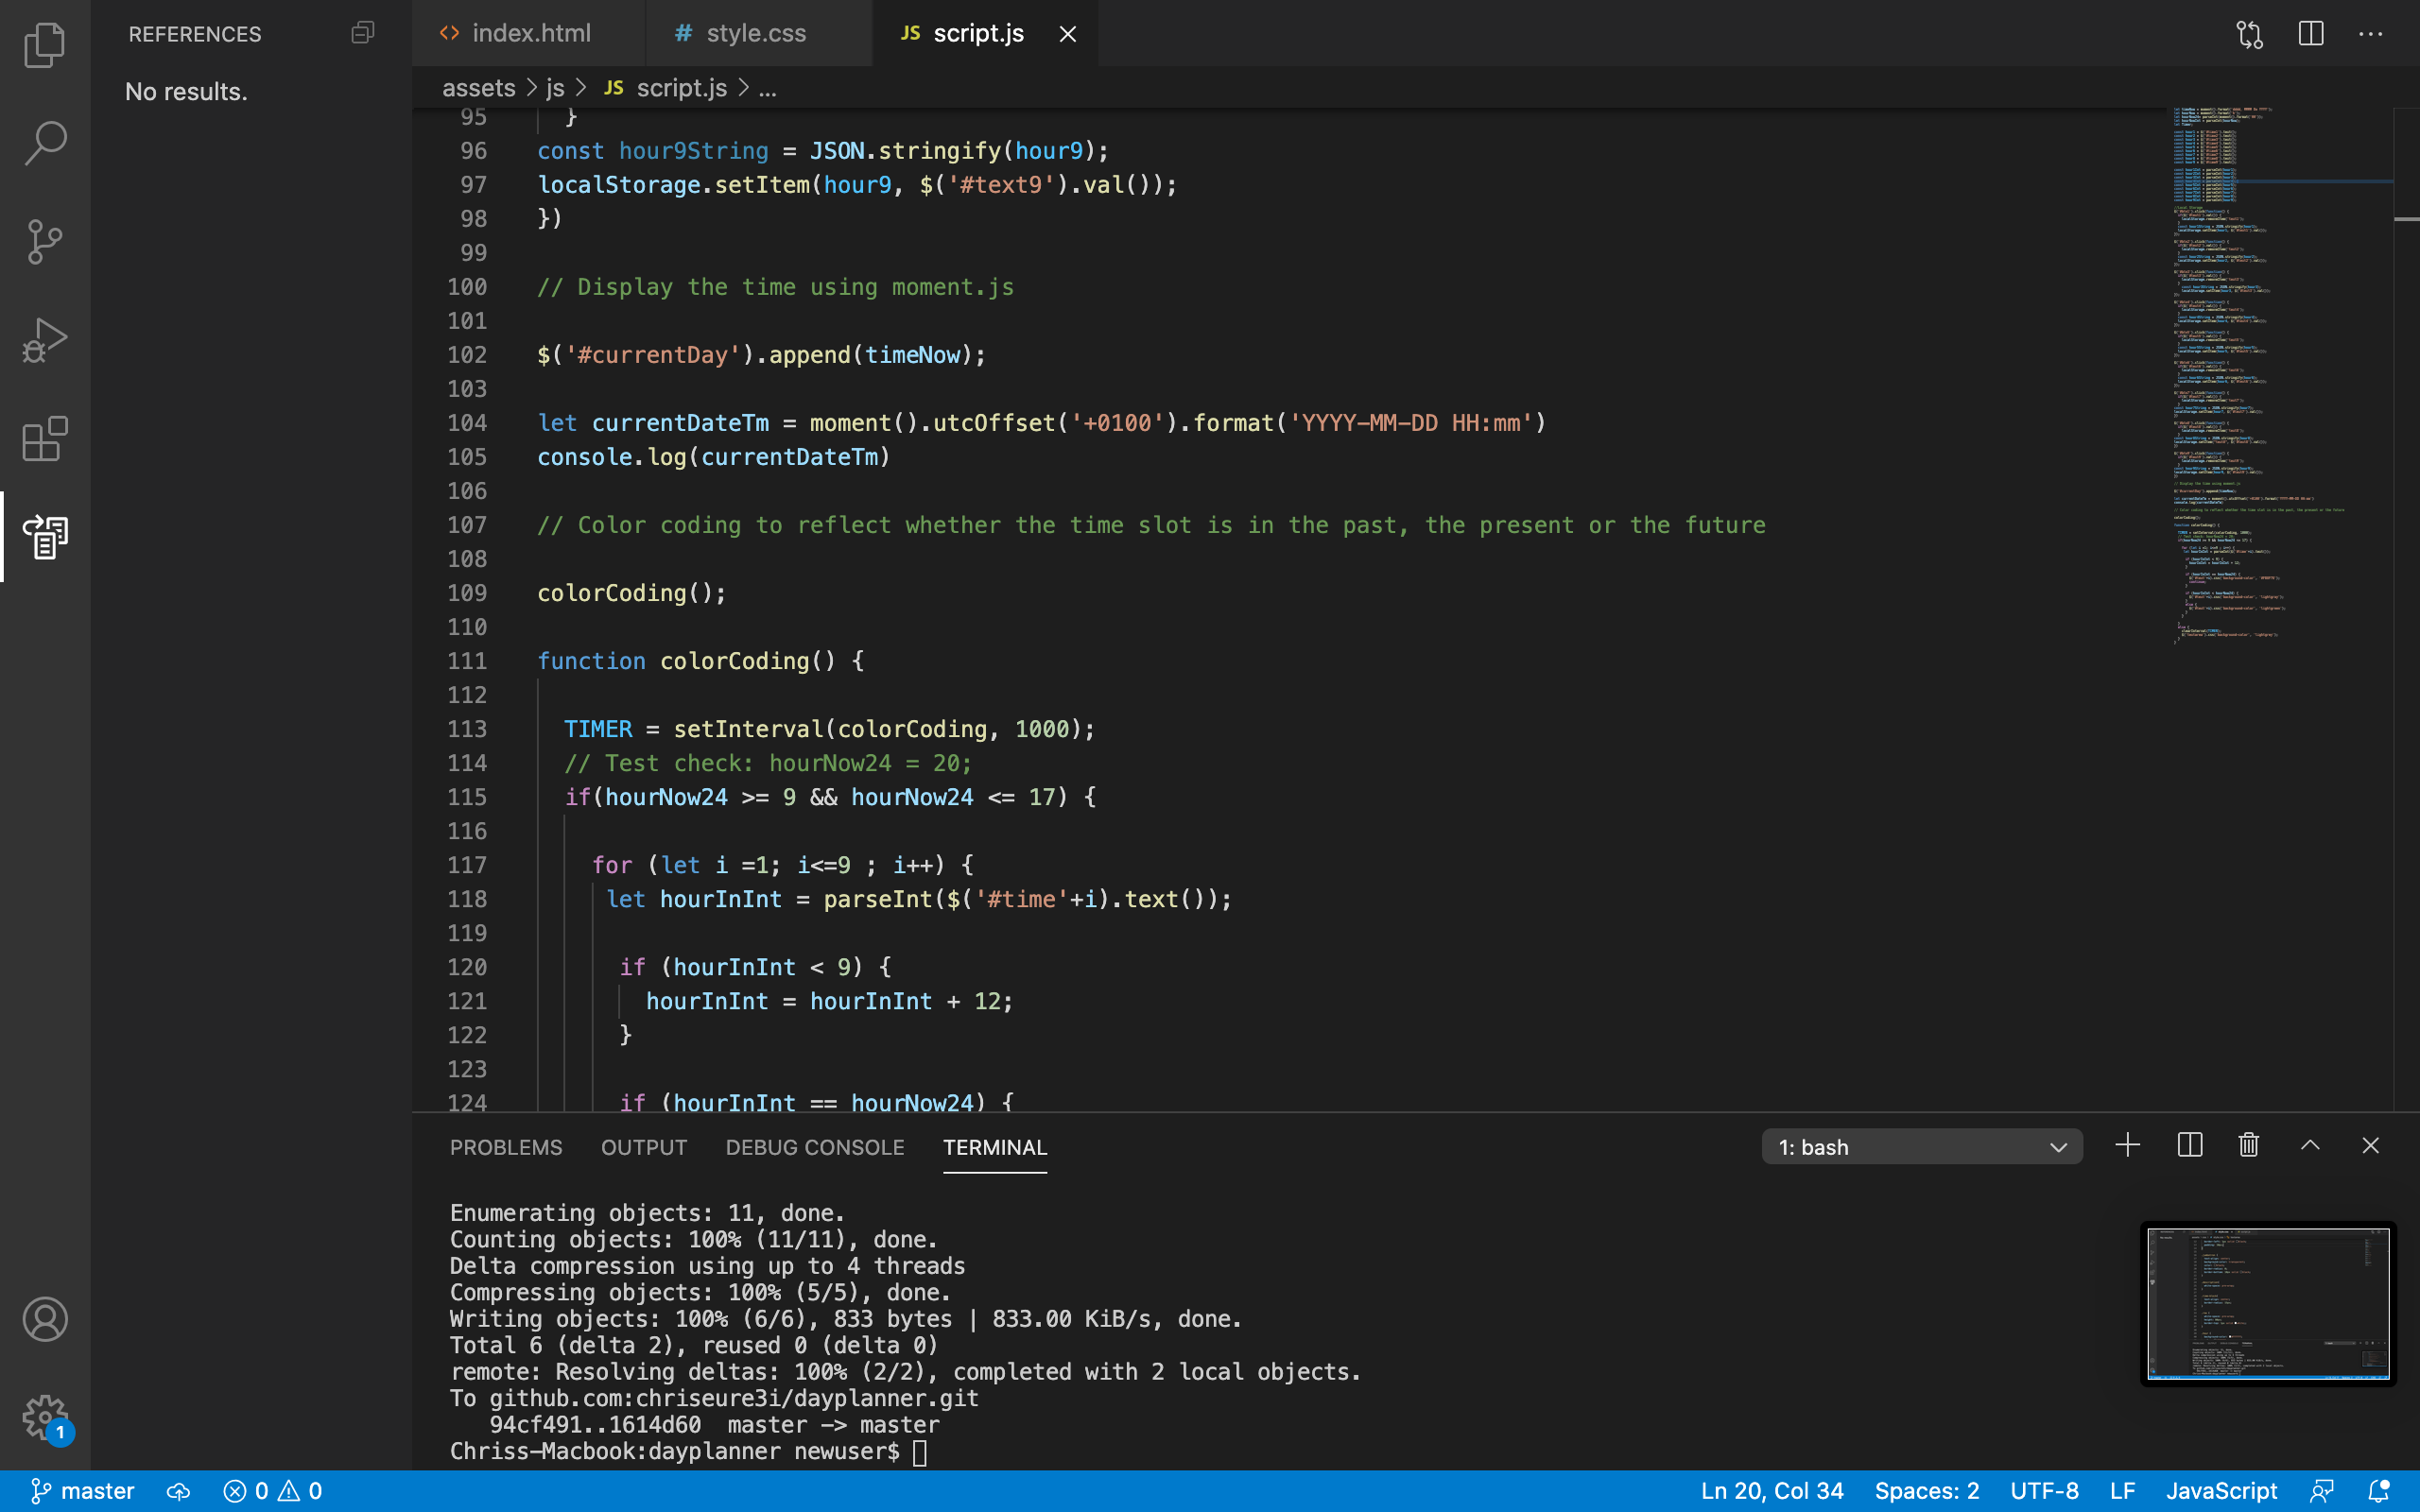 REFERENCES
No results.
index.html
# style.css
JS script.js
assets > js > JS script.js > ...
95 }
96 const hour9String = JSON.stringify(hour9);
97 localStorage.setItem(hour9, $('#text9').val());
98 })
99
100 // Display the time using moment.js
101
102 $('#currentDay').append(timeNow);
103
104 let currentDateTm = moment().utcOffset('+0100').format('YYYY-MM-DD HH:mm')
105 console.log(currentDateTm)
106
107 // Color coding to reflect whether the time slot is in the past, the present or the future
108
109 colorCoding();
110
111 function colorCoding() {
112
113 TIMER = setInterval(colorCoding, 1000);
114 // Test check: hourNow24 = 20;
115 if(hourNow24 >= 9 && hourNow24 <= 17) {
116
117 for (let i =1; i<=9 ; i++) {
118 let hourInInt = parseInt($('#time'+i).text());
119
120 if (hourInInt < 9) {
121 hourInInt = hourInInt + 12;
122 }
123
124 if (hourInInt == hourNow24) {
PROBLEMS OUTPUT DEBUG CONSOLE TERMINAL
1: bash
Enumerating objects: 11, done.
Counting objects: 100% (11/11), done.
Delta compression using up to 4 threads
Compressing objects: 100% (5/5), done.
Writing objects: 100% (6/6), 833 bytes | 833.00 KiB/s, done.
Total 6 (delta 2), reused 0 (delta 0)
remote: Resolving deltas: 100% (2/2), completed with 2 local objects.
To github.com:chriseure3i/dayplanner.git
94cf491..1614d60 master -> master
Chriss-Macbook:dayplanner newuser$
1
master 0 0
Ln 20, Col 34 Spaces: 2 UTF-8 LF JavaScript